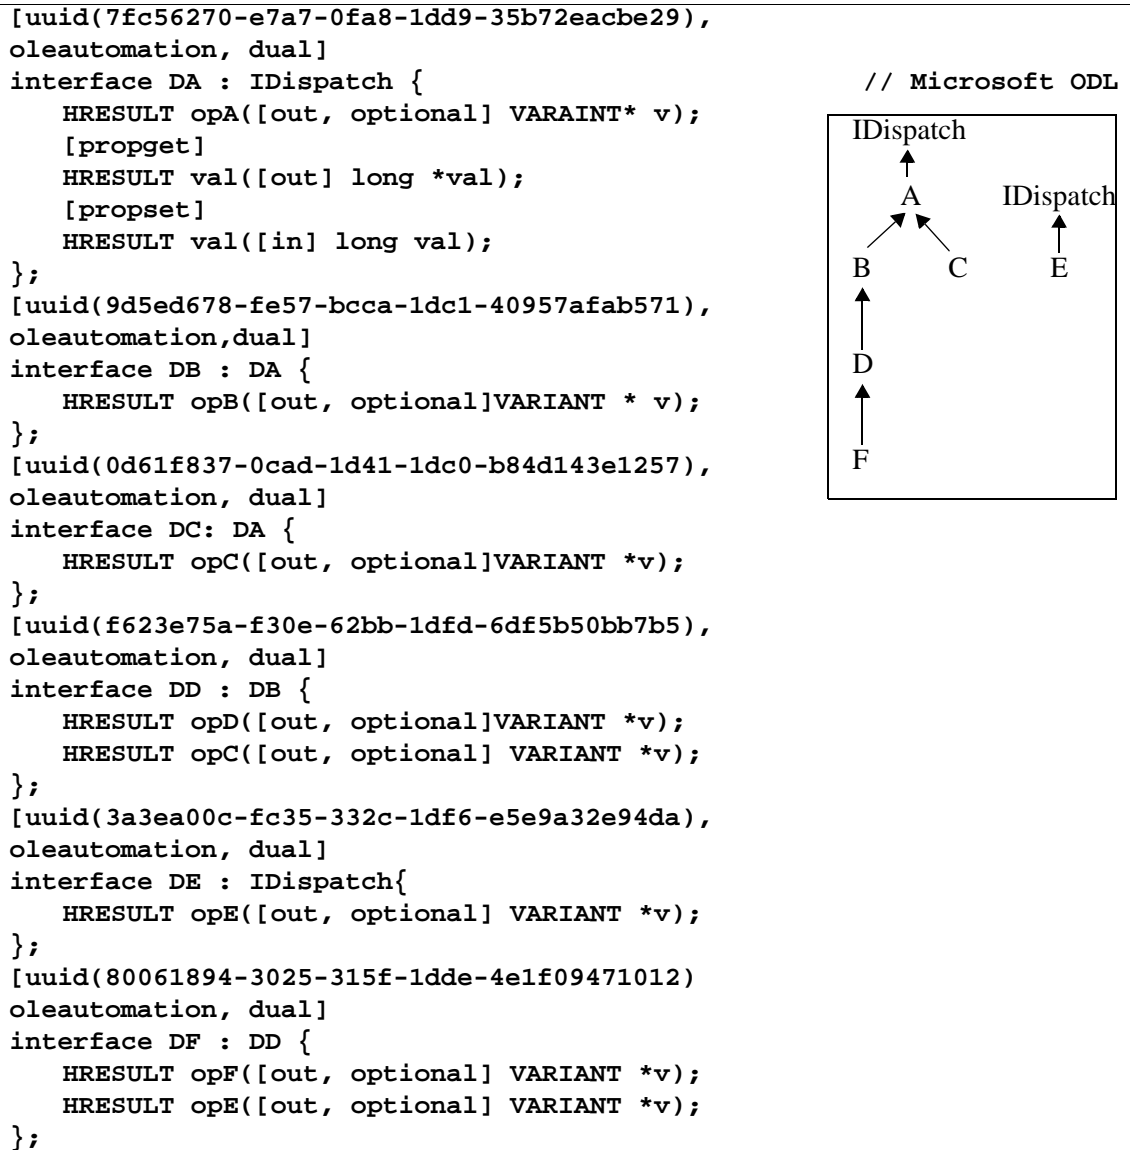 [uuid(7fc56270-e7a7-0fa8-1dd9-35b72eacbe29),
oleautomation, dual]
interface DA : IDispatch { // Microsoft ODL
HRESULT opA([out, optional] VARAINT* v);
[propget]
HRESULT val([out] long *val);
[propset]
HRESULT val([in] long val);
};
[uuid(9d5ed678-fe57-bcca-1dc1-40957afab571),
oleautomation,dual]
interface DB : DA {
HRESULT opB([out, optional]VARIANT * v);
};
[uuid(0d61f837-0cad-1d41-1dc0-b84d143e1257),
oleautomation, dual]
interface DC: DA {
HRESULT opC([out, optional]VARIANT *v);
};
[uuid(f623e75a-f30e-62bb-1dfd-6df5b50bb7b5),
oleautomation, dual]
interface DD : DB {
HRESULT opD([out, optional]VARIANT *v);
HRESULT opC([out, optional] VARIANT *v);
};
[uuid(3a3ea00c-fc35-332c-1df6-e5e9a32e94da),
oleautomation, dual]
interface DE : IDispatch{
HRESULT opE([out, optional] VARIANT *v);
};
[uuid(80061894-3025-315f-1dde-4e1f09471012)
oleautomation, dual]
interface DF : DD {
HRESULT opF([out, optional] VARIANT *v);
HRESULT opE([out, optional] VARIANT *v);
};
IDispatch
A IDispatch
B C E
D
F